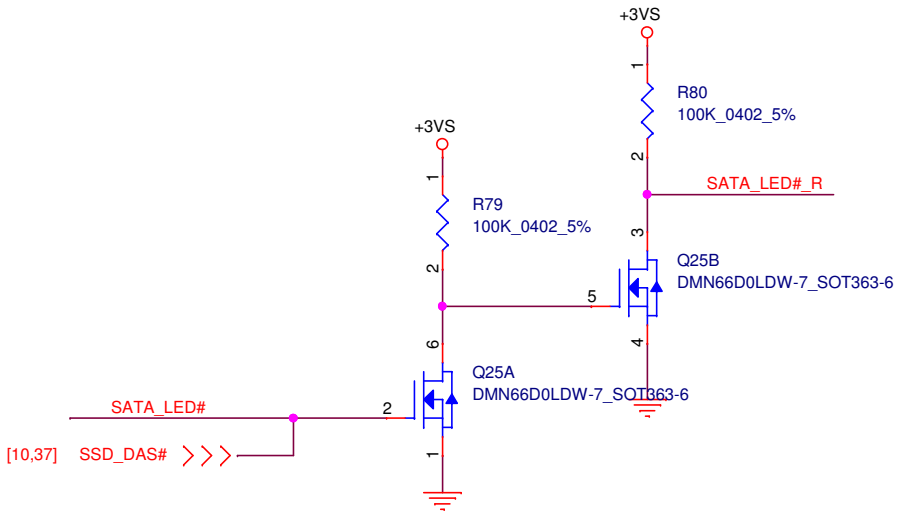 +3VS
1
R80
100K_0402_5%
2
SATA_LED#_R
+3VS
1
R79
100K_0402_5%
2
3
Q25B
DMN66D0LDW-7_SOT363-6
5
4
6
Q25A
DMN66D0LDW-7_SOT363-6
SATA_LED#
2
1
[10,37] SSD_DAS#